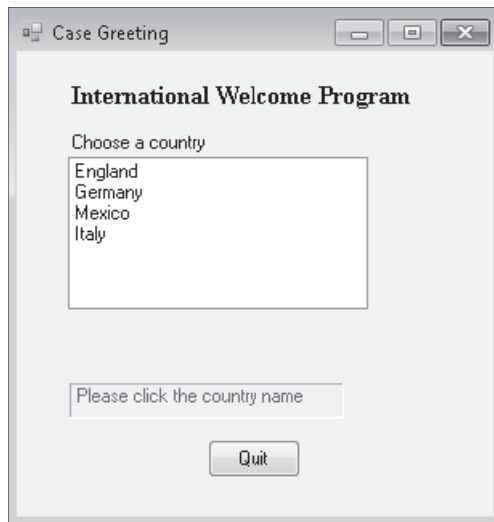 Case Greeting
International Welcome Program
Choose a country
England
Germany
Mexico
Italy
Please click the country name
Quit